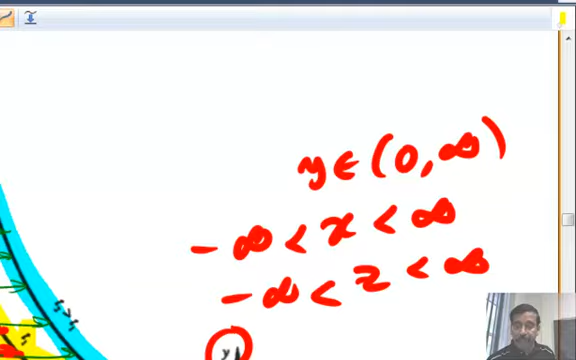 y ∈ (0, ∞)
- ∞ < x < ∞
- ∞ < z < ∞